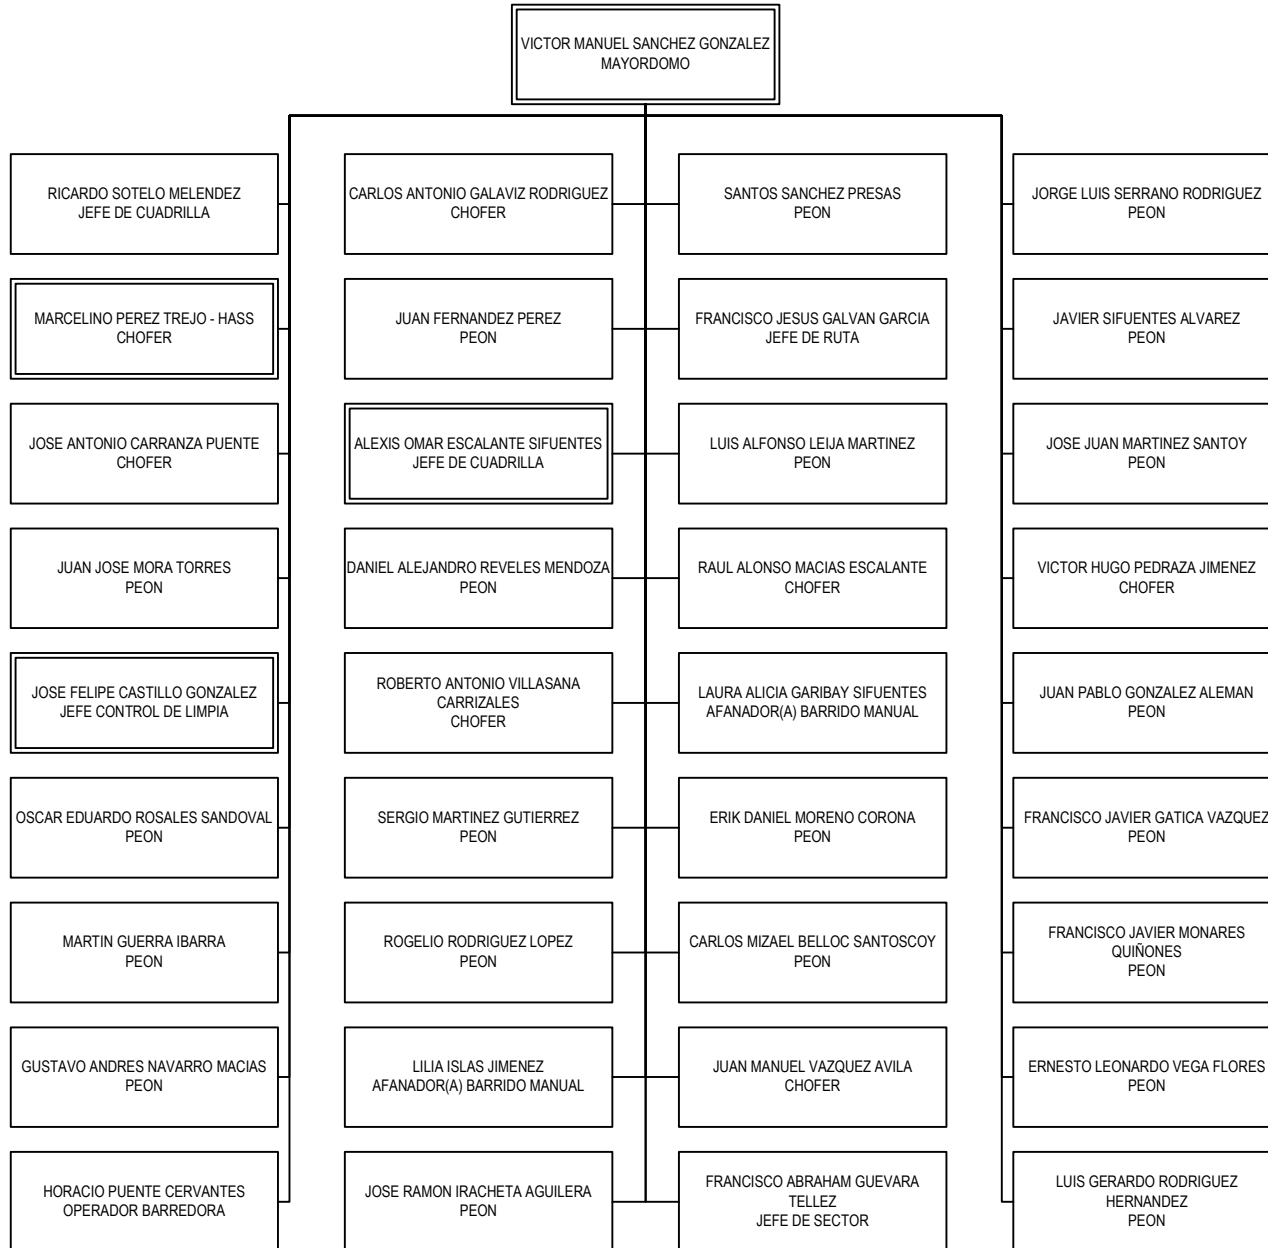 VICTOR MANUEL SANCHEZ GONZALEZ
MAYORDOMO
RICARDO SOTELO MELENDEZ
JEFE DE CUADRILLA
CARLOS ANTONIO GALAVIZ RODRIGUEZ
CHOFER
SANTOS SANCHEZ PRESAS
PEON
JORGE LUIS SERRANO RODRIGUEZ
PEON
MARCELINO PEREZ TREJO - HASS
CHOFER
JUAN FERNANDEZ PEREZ
PEON
FRANCISCO JESUS GALVAN GARCIA
JEFE DE RUTA
JAVIER SIFUENTES ALVAREZ
PEON
JOSE ANTONIO CARRANZA PUENTE
CHOFER
ALEXIS OMAR ESCALANTE SIFUENTES
JEFE DE CUADRILLA
LUIS ALFONSO LEIJA MARTINEZ
PEON
JOSE JUAN MARTINEZ SANTOY
PEON
JUAN JOSE MORA TORRES
PEON
DANIEL ALEJANDRO REVELES MENDOZA
PEON
RAUL ALONSO MACIAS ESCALANTE
CHOFER
VICTOR HUGO PEDRAZA JIMENEZ
CHOFER
JOSE FELIPE CASTILLO GONZALEZ
JEFE CONTROL DE LIMPIA
ROBERTO ANTONIO VILLASANA
CARRIZALES
CHOFER
LAURA ALICIA GARIBAY SIFUENTES
AFANADOR(A) BARRIDO MANUAL
JUAN PABLO GONZALEZ ALEMAN
PEON
OSCAR EDUARDO ROSALES SANDOVAL
PEON
SERGIO MARTINEZ GUTIERREZ
PEON
ERIK DANIEL MORENO CORONA
PEON
FRANCISCO JAVIER GATICA VAZQUEZ
PEON
MARTIN GUERRA IBARRA
PEON
ROGELIO RODRIGUEZ LOPEZ
PEON
CARLOS MIZAEL BELLOC SANTOSCOY
PEON
FRANCISCO JAVIER MONARES
QUIÑONES
PEON
GUSTAVO ANDRES NAVARRO MACIAS
PEON
LILIA ISLAS JIMENEZ
AFANADOR(A) BARRIDO MANUAL
JUAN MANUEL VAZQUEZ AVILA
CHOFER
ERNESTO LEONARDO VEGA FLORES
PEON
HORACIO PUENTE CERVANTES
OPERADOR BARREDORA
JOSE RAMON IRACHETA AGUILERA
PEON
FRANCISCO ABRAHAM GUEVARA
TELLEZ
JEFE DE SECTOR
LUIS GERARDO RODRIGUEZ
HERNANDEZ
PEON